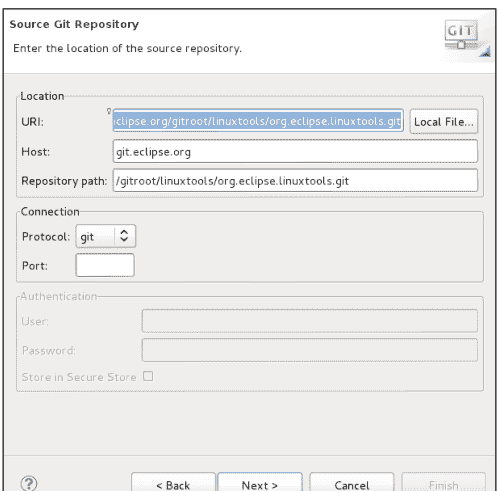 Source Git Repository
GIT
Enter the location of the source repository.
Location
URI: eclipse.org/gitroot/linuxtools/org.eclipse.linuxtools.git Local File...
Host: git.eclipse.org
Repository path: /gitroot/linuxtools/org.eclipse.linuxtools.git
Connection
Protocol: git
Port:
Authentication
User:
Password:
Store in Secure Store
? < Back Next > Cancel Finish